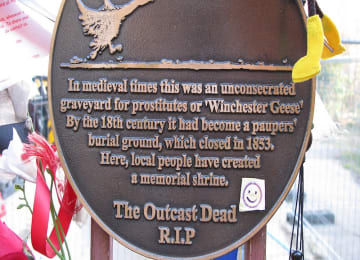 In medieval times this was an unconsecrated
graveyard for prostitutes or 'Winchester Geese'
By the 18th century it had become a paupers'
burial ground, which closed in 1853.
Here, local people have created
a memorial shrine.
The Outcast Dead
R.I.P